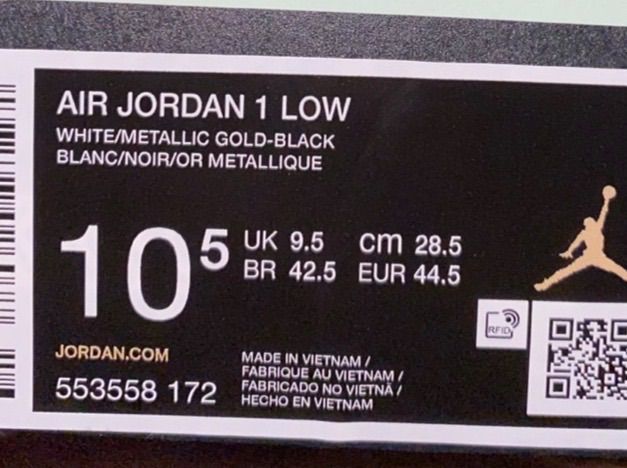 AIR JORDAN 1 LOW
WHITE/METALLIC GOLD-BLACK
BLANC/NOIR/OR METALLIQUE
10⁵ UK 9.5 cm 28.5
BR 42.5 EUR 44.5
RFID
JORDAN.COM
553558 172
MADE IN VIETNAM /
FABRIQUE AU VIETNAM /
FABRICADO NO VIETNÃ /
HECHO EN VIETNAM